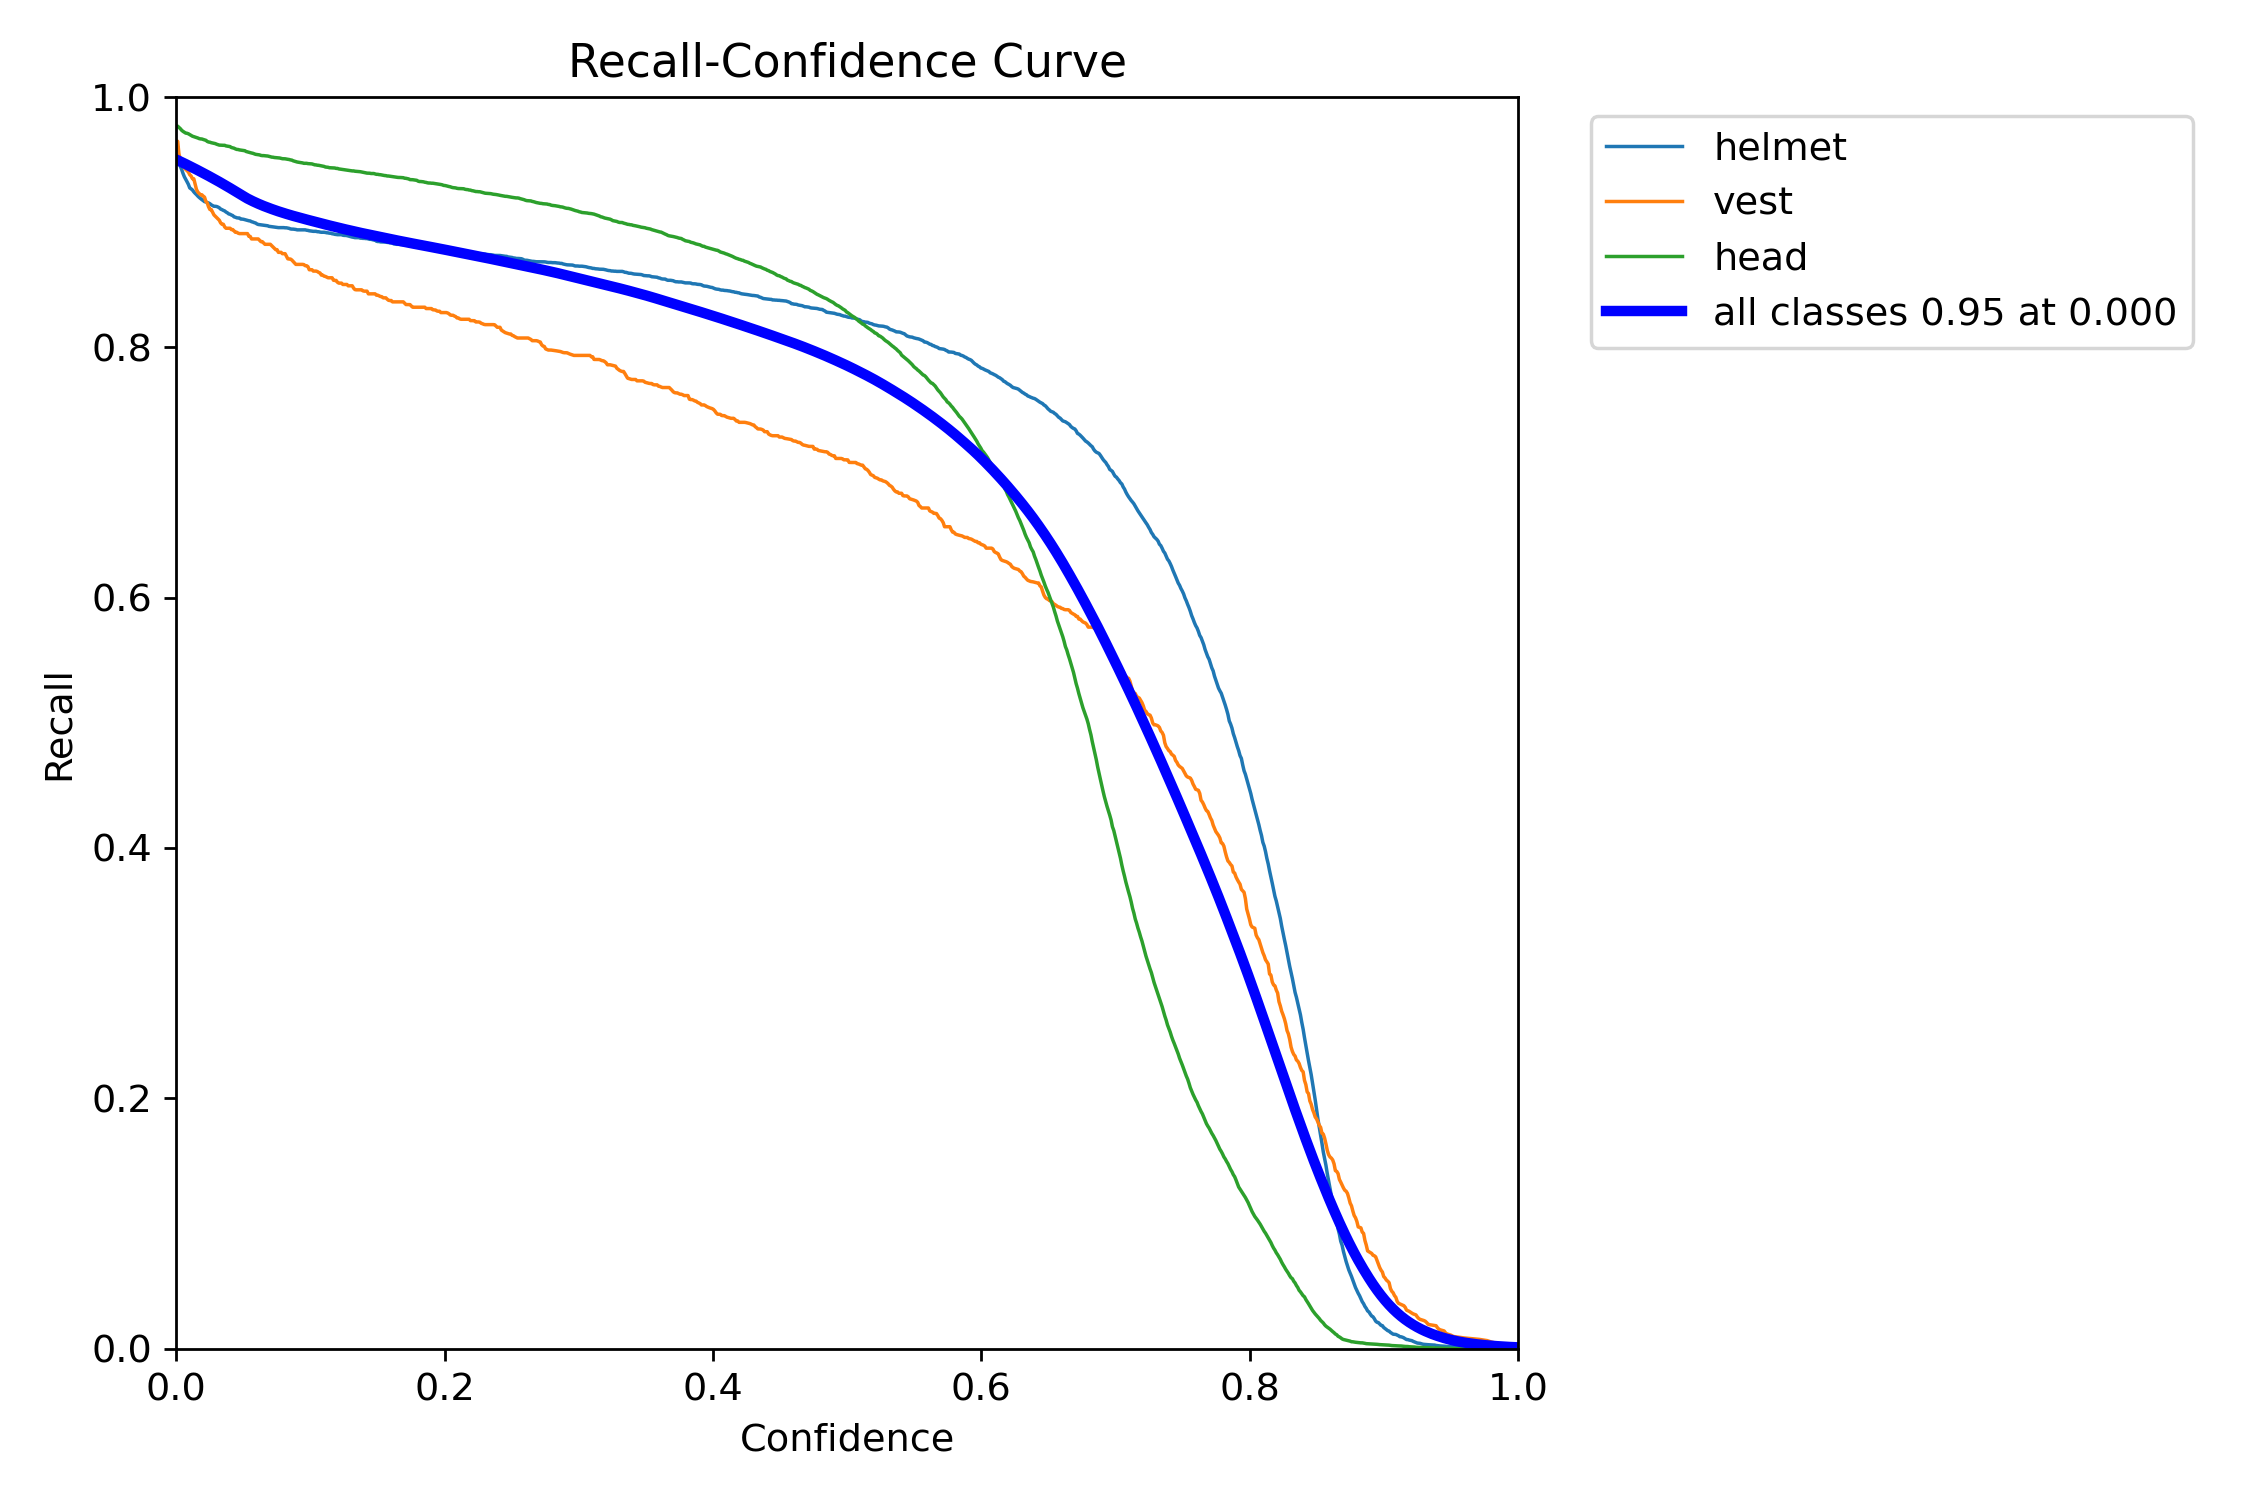 Recall-Confidence Curve
1.0
0.8
0.6
0.4
0.2
0.0
Recall
0.0 0.2 0.4 0.6 0.8 1.0
Confidence
helmet
vest
head
all classes 0.95 at 0.000